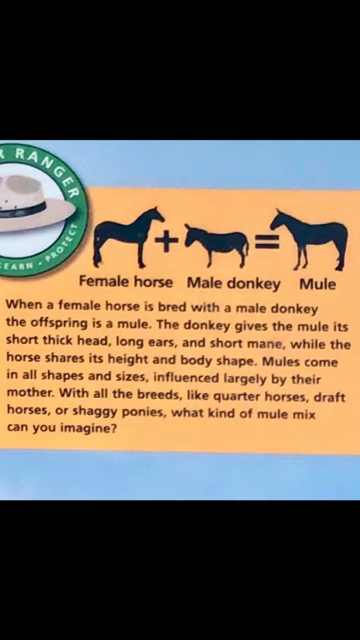 R RANGER
LEARN • PROTECT
+ =
Female horse Male donkey Mule
When a female horse is bred with a male donkey
the offspring is a mule. The donkey gives the mule its
short thick head, long ears, and short mane, while the
horse shares its height and body shape. Mules come
in all shapes and sizes, influenced largely by their
mother. With all the breeds, like quarter horses, draft
horses, or shaggy ponies, what kind of mule mix
can you imagine?